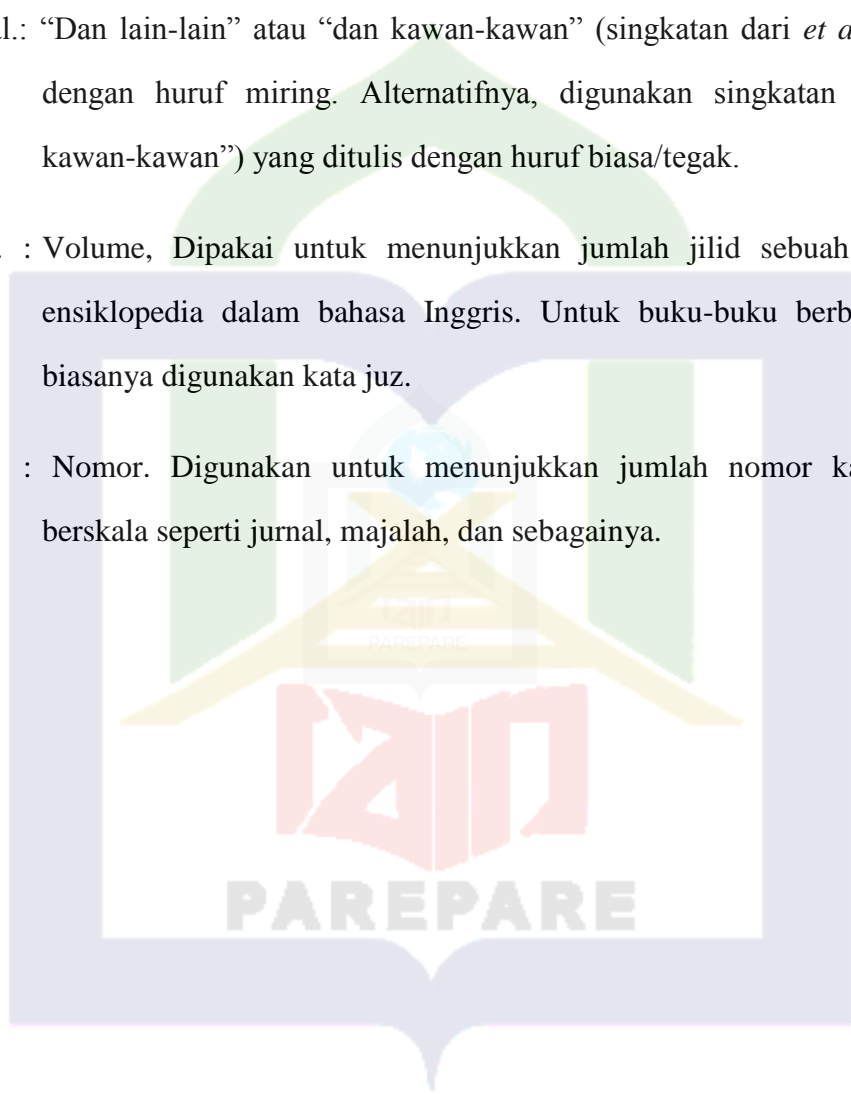 l.: “Dan lain-lain” atau “dan kawan-kawan” (singkatan dari et a
dengan huruf miring. Alternatifnya, digunakan singkatan
kawan-kawan”) yang ditulis dengan huruf biasa/tegak.
. : Volume, Dipakai untuk menunjukkan jumlah jilid sebuah
ensiklopedia dalam bahasa Inggris. Untuk buku-buku berb
biasanya digunakan kata juz.
: Nomor. Digunakan untuk menunjukkan jumlah nomor ka
berskala seperti jurnal, majalah, dan sebagainya.
iain
PAREPARE
iain
PAREPARE